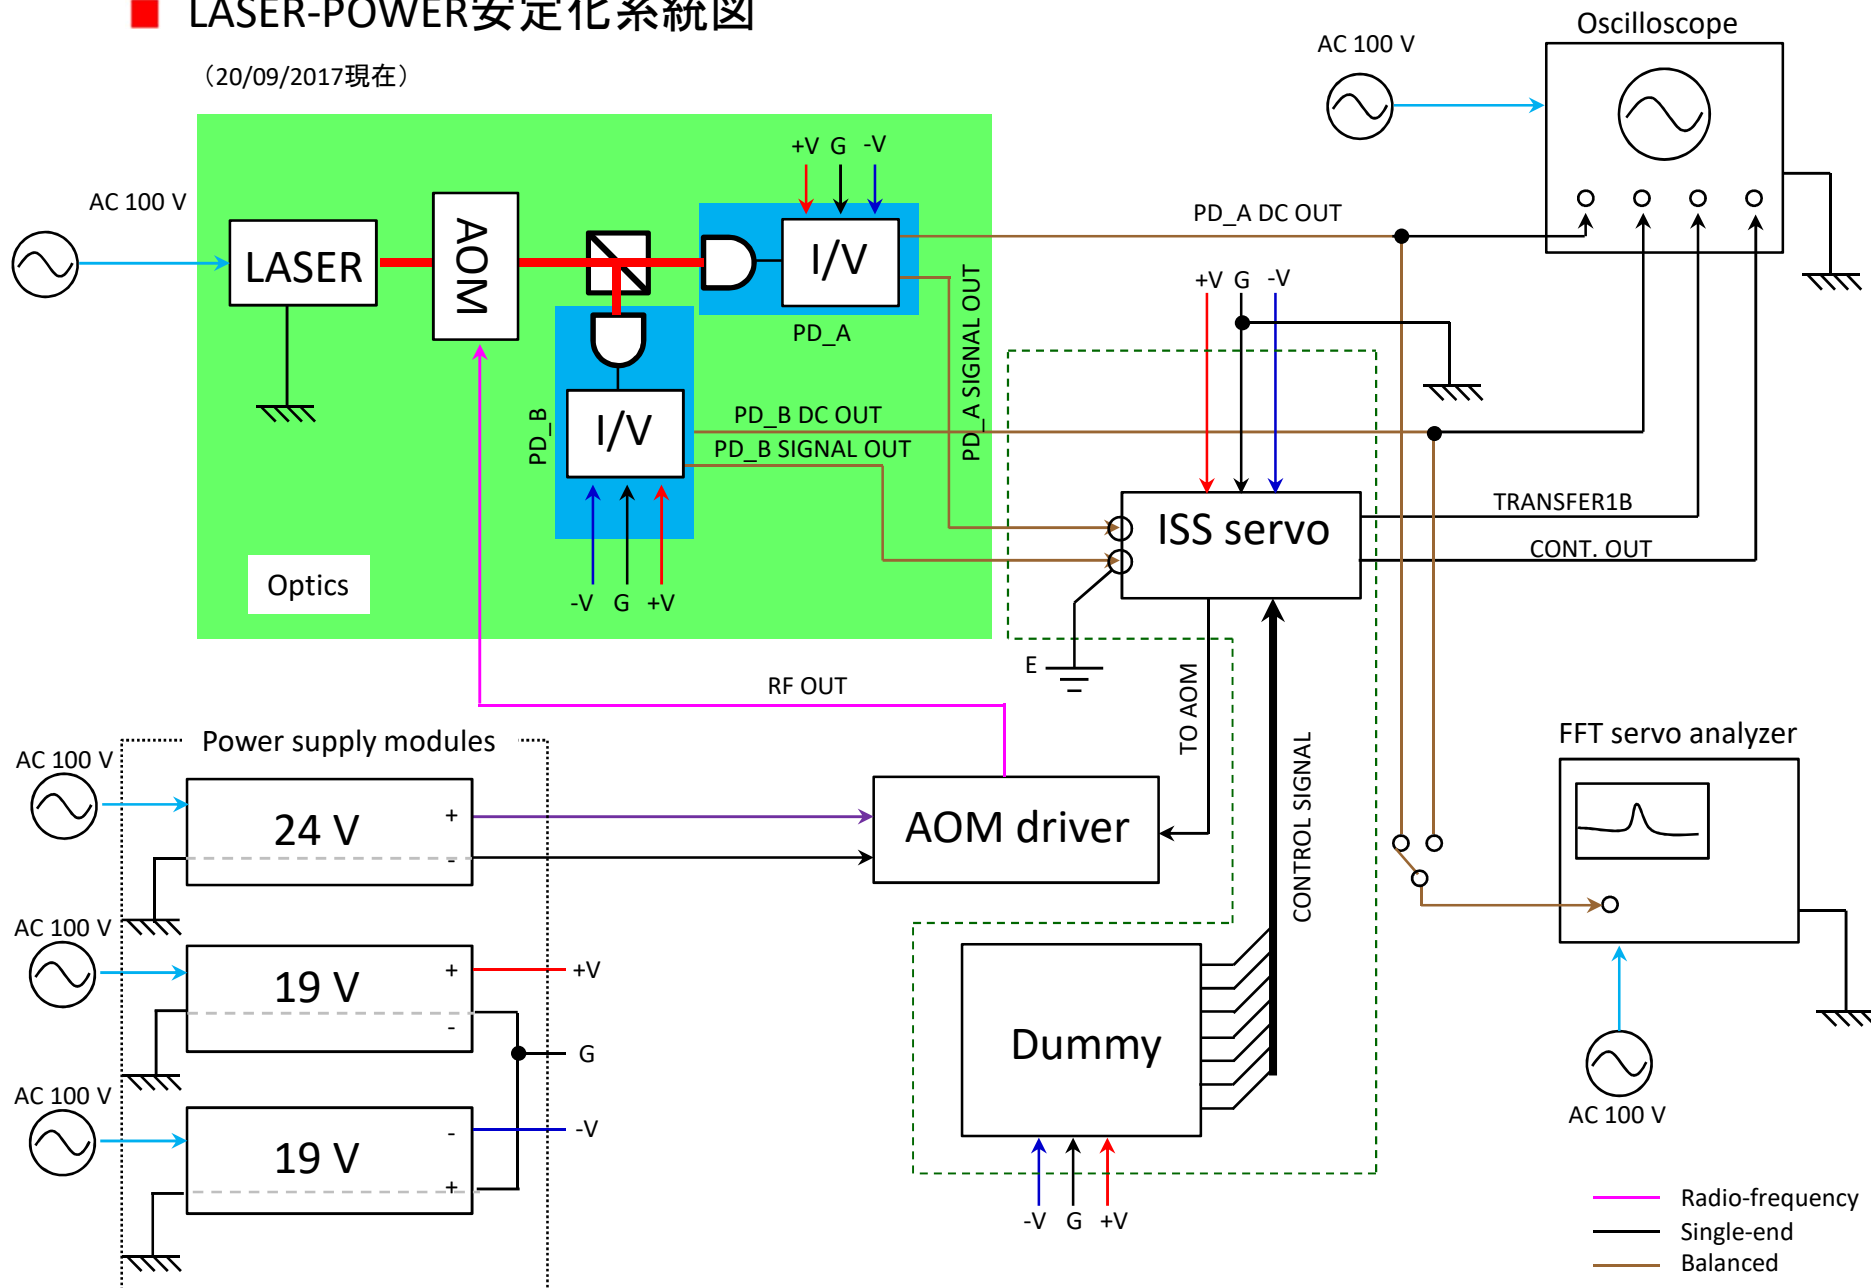 LASER-POWER安定化系統図
（20/09/2017現在）
Oscilloscope
AC 100 V
+V G -V
AC 100 V
LASER
AOM
I/V
PD_A
PD_A DC OUT
PD_A SIGNAL OUT
+V G -V
PD_B
I/V
PD_B DC OUT
PD_B SIGNAL OUT
-V G +V
Optics
ISS servo
TRANSFER1B
CONT. OUT
E
RF OUT
TO AOM
CONTROL SIGNAL
Power supply modules
AC 100 V
24 V
+
-
AOM driver
FFT servo analyzer
AC 100 V
19 V
+
-
+V
G
AC 100 V
19 V
-
+
-V
Dummy
-V G +V
AC 100 V
Radio-frequency
Single-end
Balanced